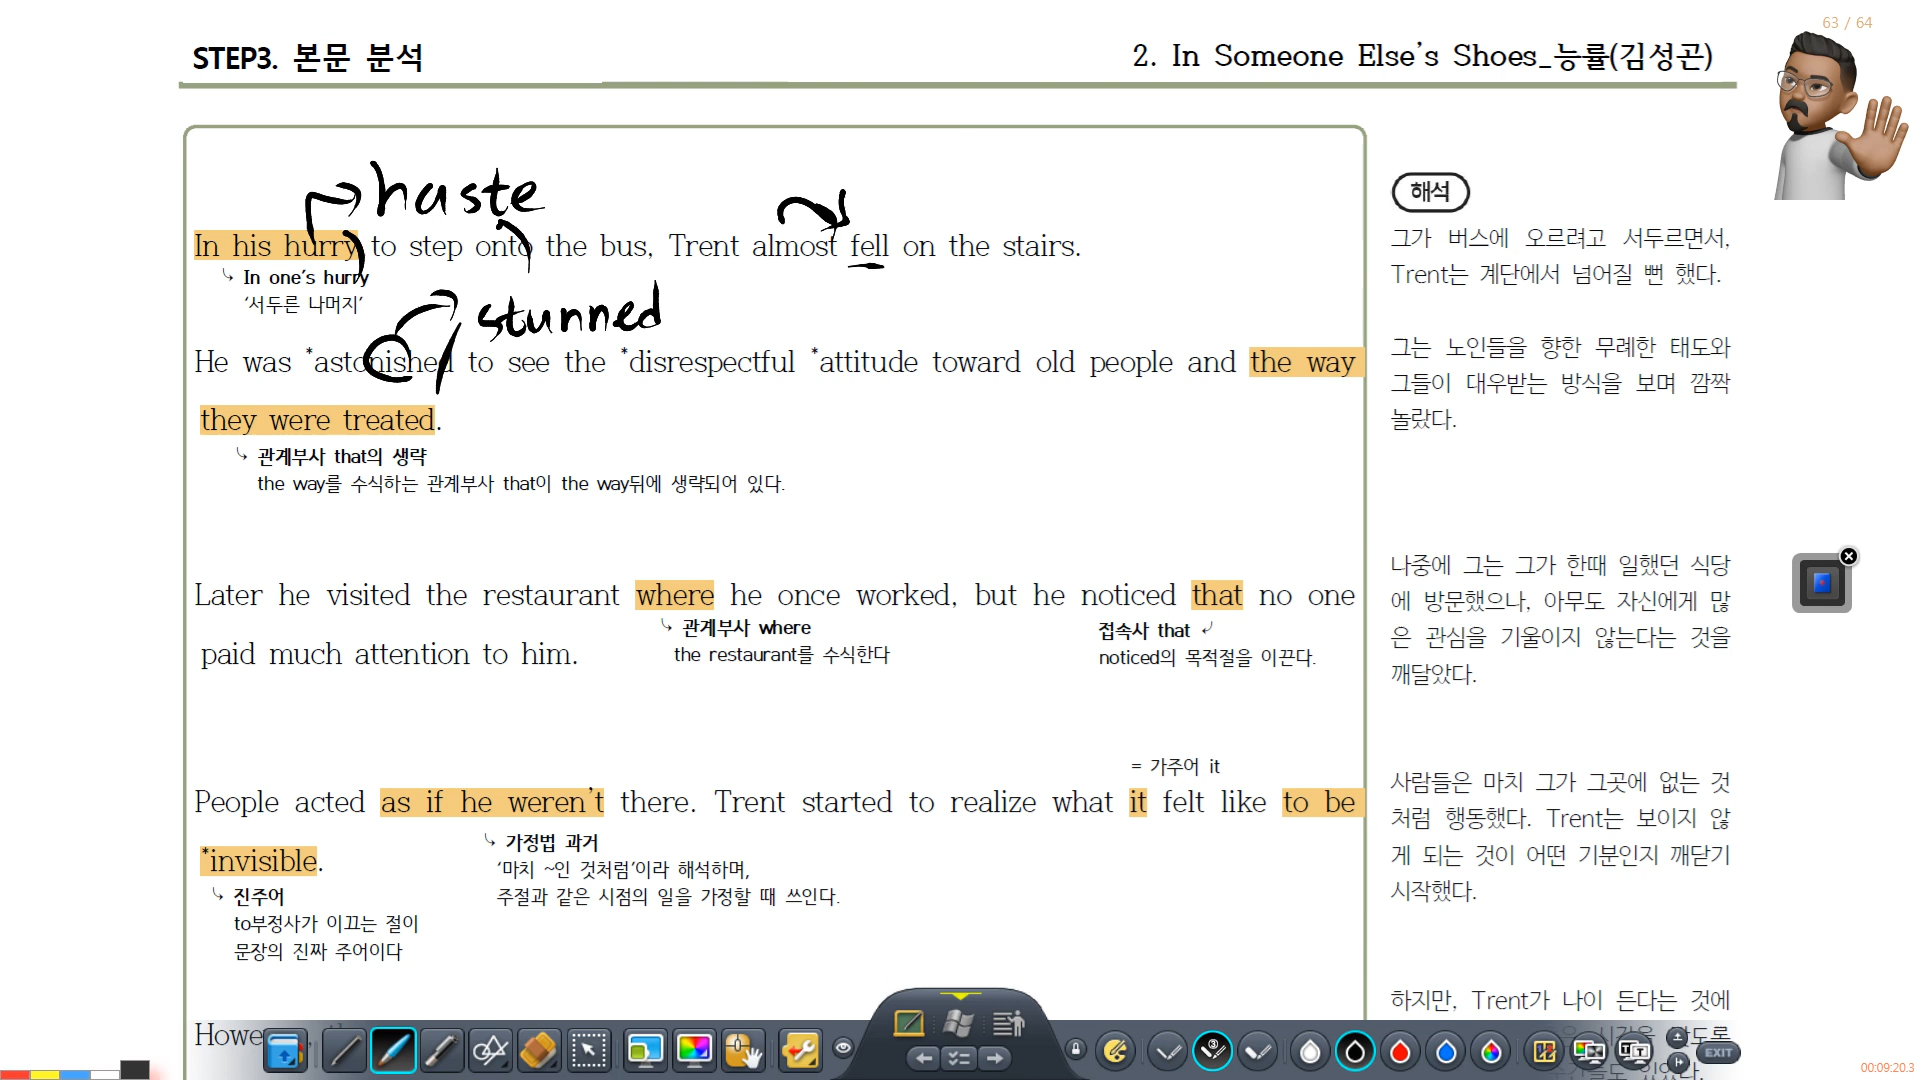 63 / 64
STEP3. 본문 분석
2. In Someone Else's Shoes_능률(김성곤)
haste
In his hurry to step onto the bus, Trent almost fell on the stairs.
In one's hurry
'서두른 나머지'
stunned
He was *astonished to see the *disrespectful *attitude toward old people and the way
they were treated.
관계부사 that의 생략
the way를 수식하는 관계부사 that이 the way뒤에 생략되어 있다.
Later he visited the restaurant where he once worked, but he noticed that no one
관계부사 where
the restaurant를 수식한다
접속사 that
noticed의 목적절을 이끈다.
paid much attention to him.
= 가주어 it
People acted as if he weren't there. Trent started to realize what it felt like to be
가정법 과거
'마치 ~인 것처럼'이라 해석하며,
주절과 같은 시점의 일을 가정할 때 쓰인다.
*invisible.
진주어
to부정사가 이끄는 절이
문장의 진짜 주어이다
해석
그가 버스에 오르려고 서두르면서,
Trent는 계단에서 넘어질 뻔 했다.
그는 노인들을 향한 무례한 태도와
그들이 대우받는 방식을 보며 깜짝
놀랐다.
나중에 그는 그가 한때 일했던 식당
에 방문했으나, 아무도 자신에게 많
은 관심을 기울이지 않는다는 것을
깨달았다.
사람들은 마치 그가 그곳에 없는 것
처럼 행동했다. Trent는 보이지 않
게 되는 것이 어떤 기분인지 깨닫기
시작했다.
하지만, Trent가 나이 든다는 것에
EXIT
00:09:20.3